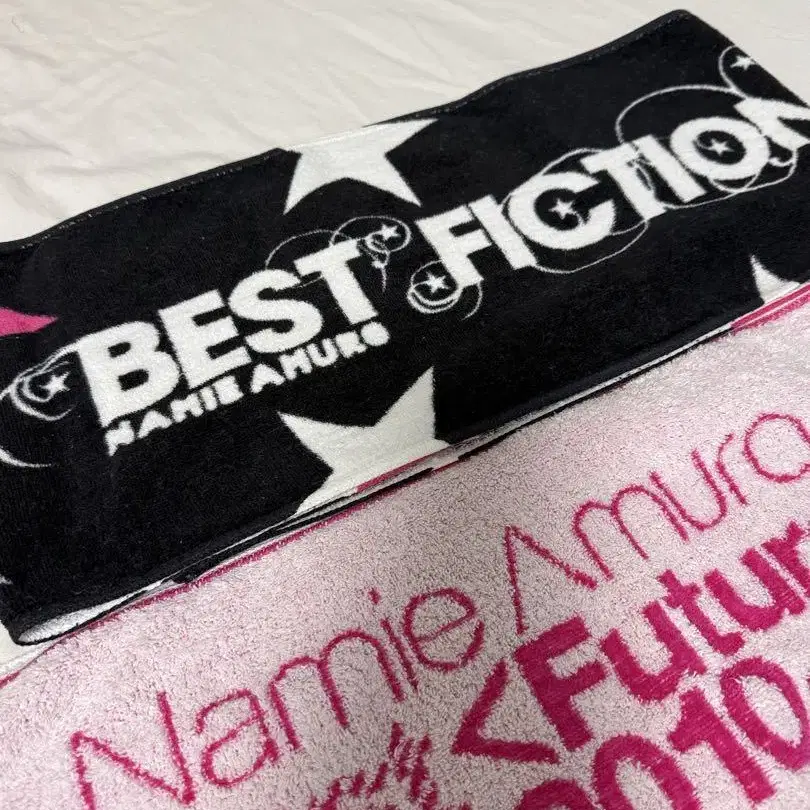 BEST FICTION
NAMIE AMURO
Namie Amuro
<Futur
2010